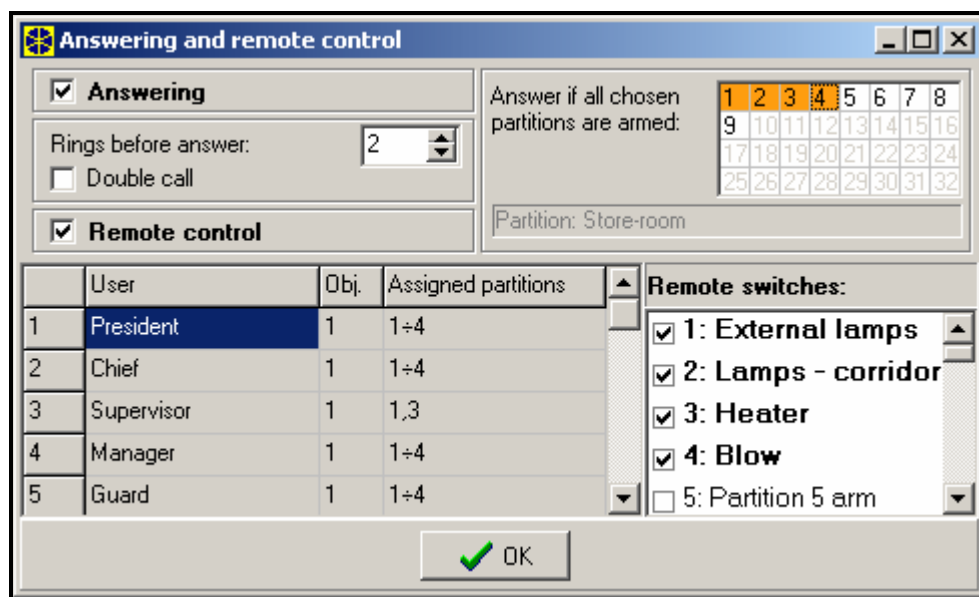 Answering and remote control
Answering
Rings before answer: 2
Double call
Remote control
Answer if all chosen
partitions are armed:
1 2 3 4 5 6 7 8
9 10 11 12 13 14 15 16
17 18 19 20 21 22 23 24
25 26 27 28 29 30 31 32
Partition: Store-room
User Obj. Assigned partitions
1 President 1 1÷4
2 Chief 1 1÷4
3 Supervisor 1 1,3
4 Manager 1 1÷4
5 Guard 1 1÷4
Remote switches:
1: External lamps
2: Lamps - corridor
3: Heater
4: Blow
5: Partition 5 arm
OK